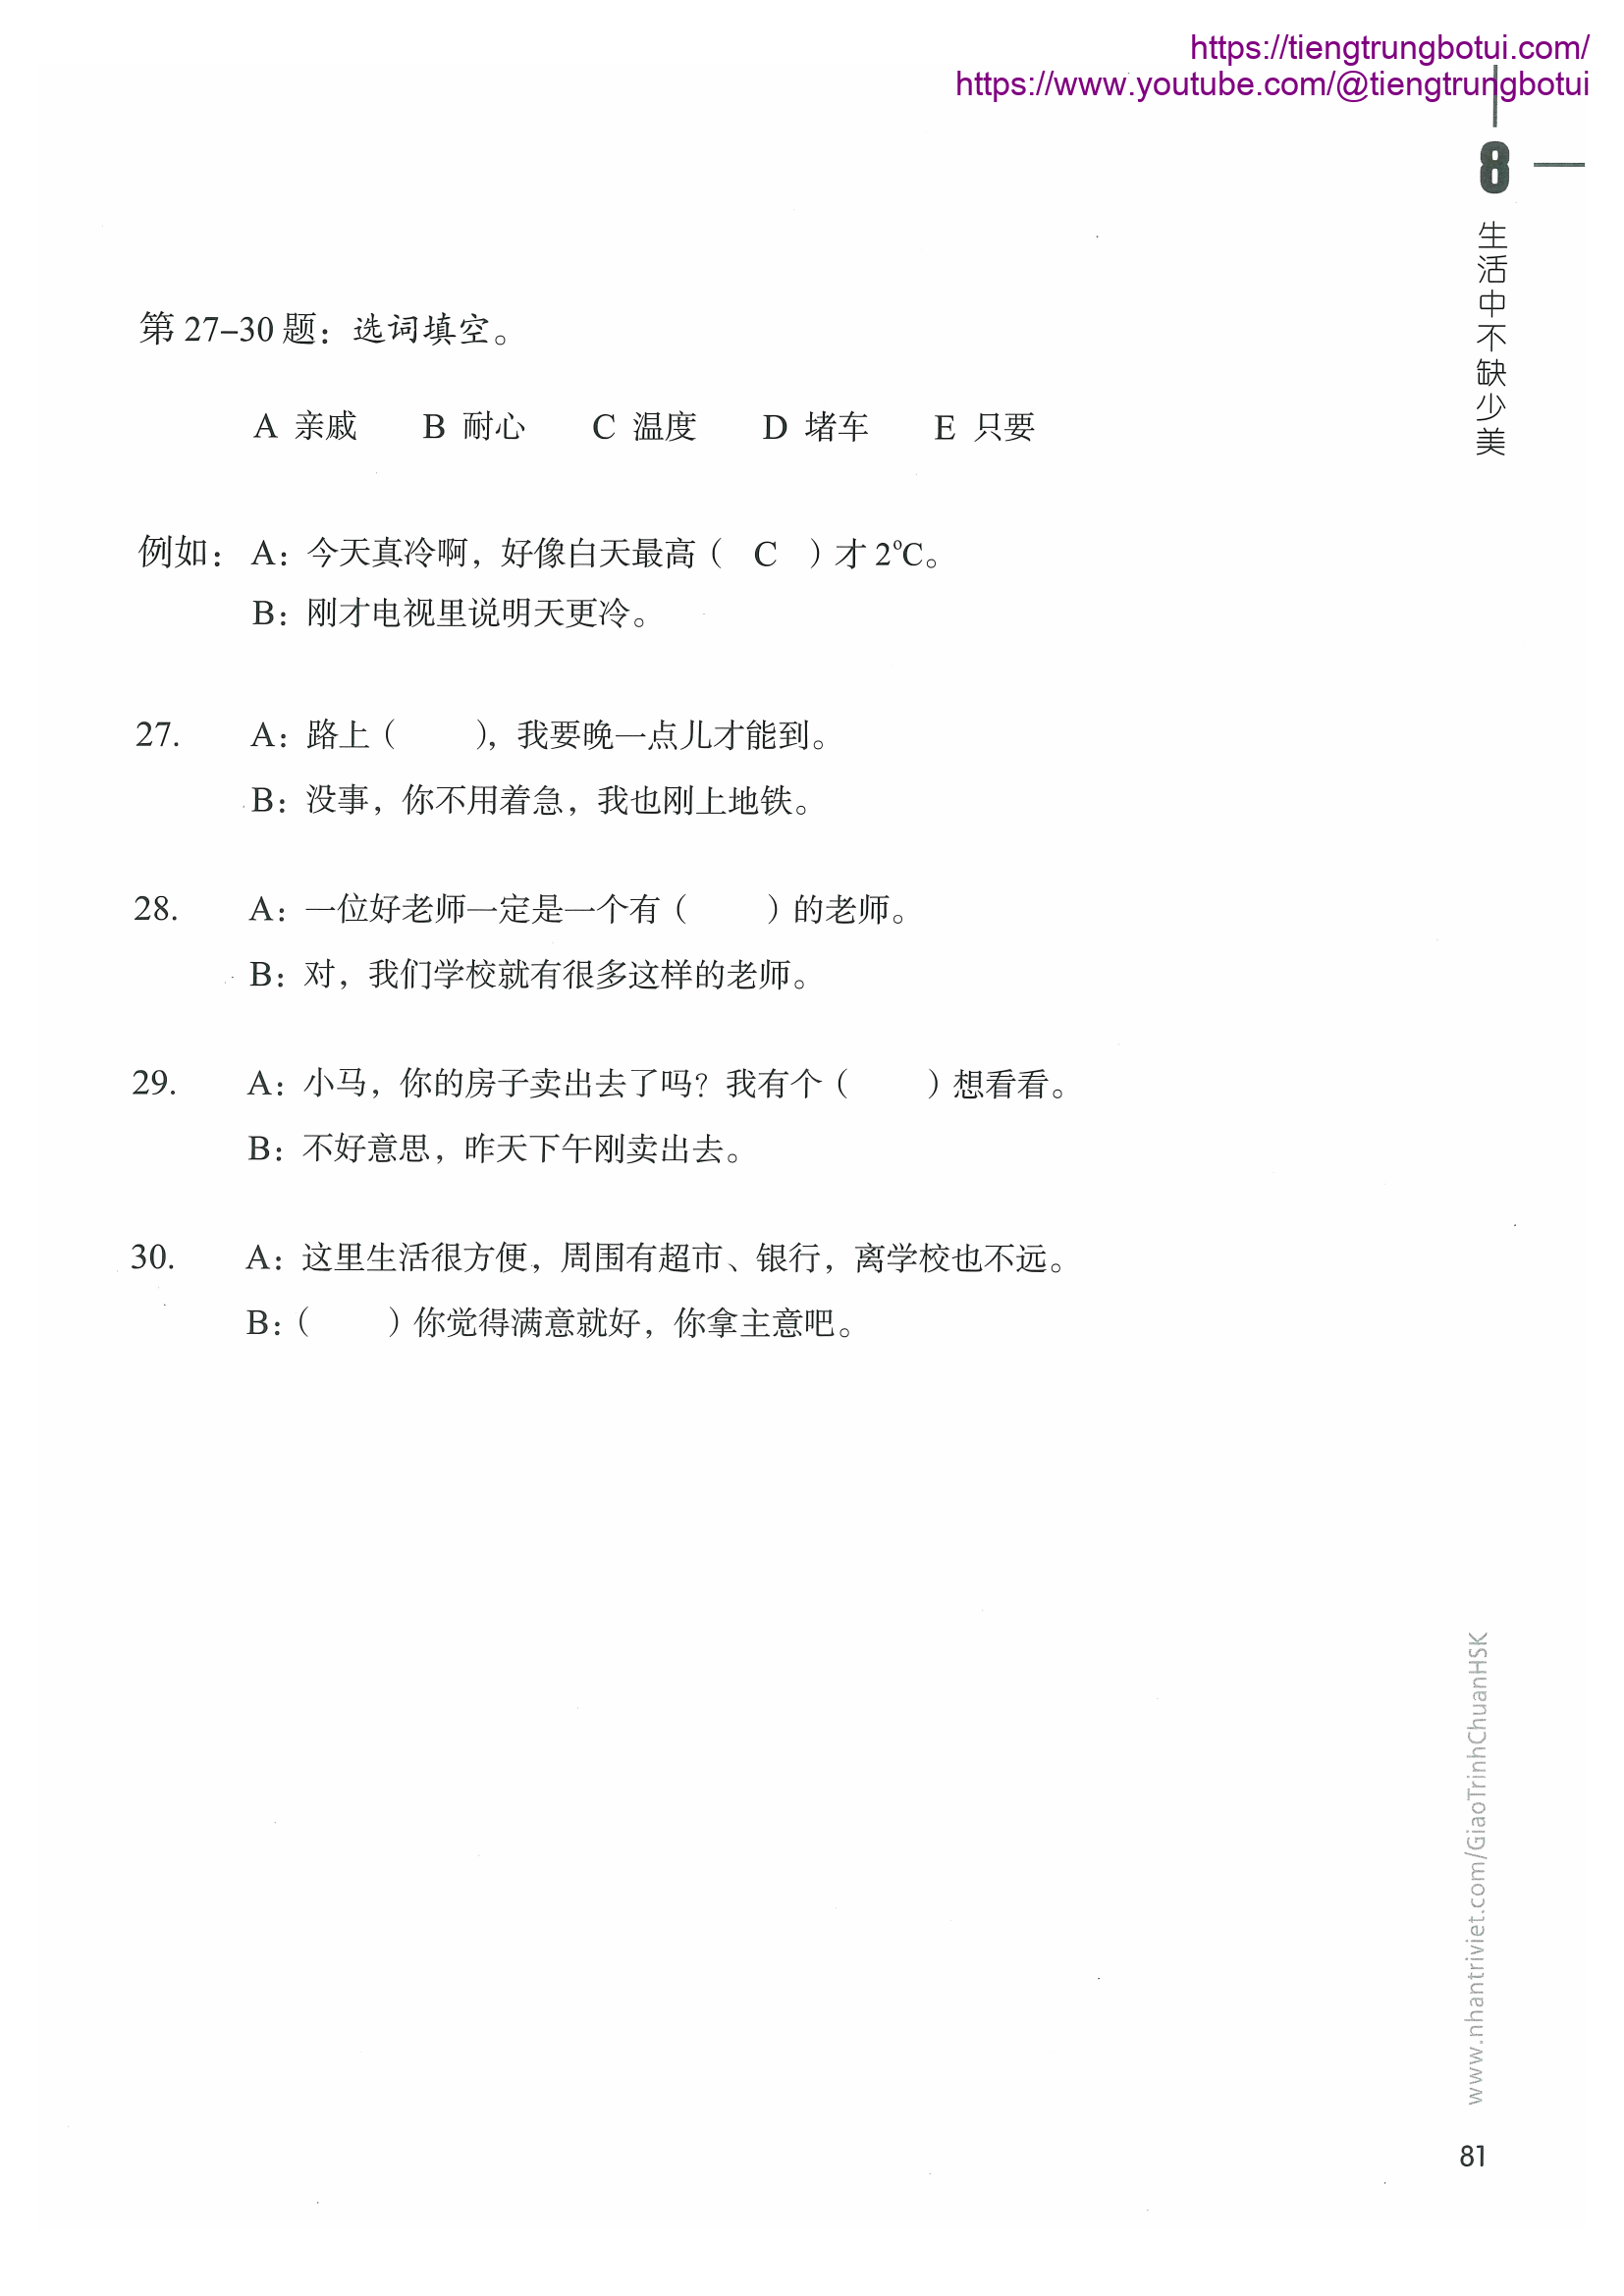 https://tiengtrungbotui.com/
https://www.youtube.com/@tiengtrungbotui
8
生活中不缺少美
第 27–30 题：选词填空。
A 亲戚 B 耐心 C 温度 D 堵车 E 只要
例如： A：今天真冷啊，好像白天最高（ C ）才 2℃。
B：刚才电视里说明天更冷。
27. A：路上（ ），我要晚一点儿才能到。
B：没事，你不用着急，我也刚上地铁。
28. A：一位好老师一定是一个有（ ）的老师。
B：对，我们学校就有很多这样的老师。
29. A：小马，你的房子卖出去了吗？我有个（ ）想看看。
B：不好意思，昨天下午刚卖出去。
30. A：这里生活很方便，周围有超市、银行，离学校也不远。
B：（ ）你觉得满意就好，你拿主意吧。
www.nhantriviet.com/GiaoTrinhChuanHSK
81